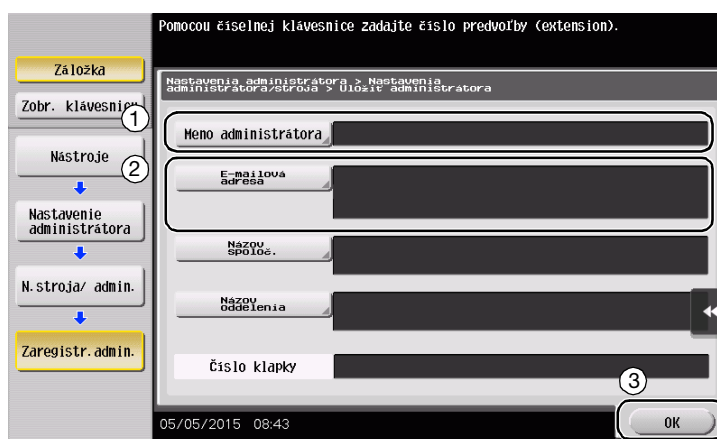 Pomocou číselnej klávesnice zadajte číslo predvoľby (extension).
Záložka
Zobr. klávesnicu
Nástroje
Nastavenie
administrátora
N.stroja/ admin.
Zaregistr.admin.
Nastavenia administrátora > Nastavenia
administrátora/stroja > Uložiť administrátora
1
Meno administrátora
2
E-mailová
adresa
Názov
spoloč.
Názov
oddelenia
Číslo klapky
3
05/05/2015 08:43
OK